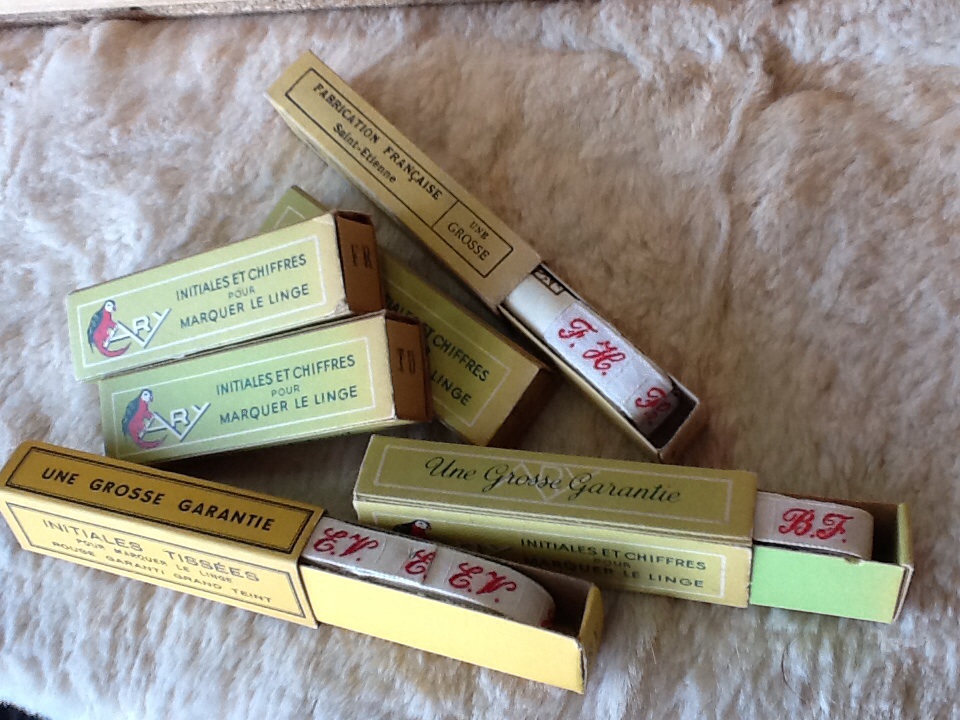 FABRICATION FRANÇAISE
Saint-Etienne
UNE
GROSSE
F. H.
INITIALES ET CHIFFRES
POUR
MARQUER LE LINGE
ARY
FR
INITIALES ET CHIFFRES
POUR
MARQUER LE LINGE
ARY
TU
ET CHIFFRES
LINGE
Une Grosse Garantie
ARY
INITIALES ET CHIFFRES
POUR
MARQUER LE LINGE
B.F.
UNE GROSSE GARANTIE
INITIALES TISSÉES
POUR MARQUER LE LINGE
ROUGE GARANTI GRAND TEINT